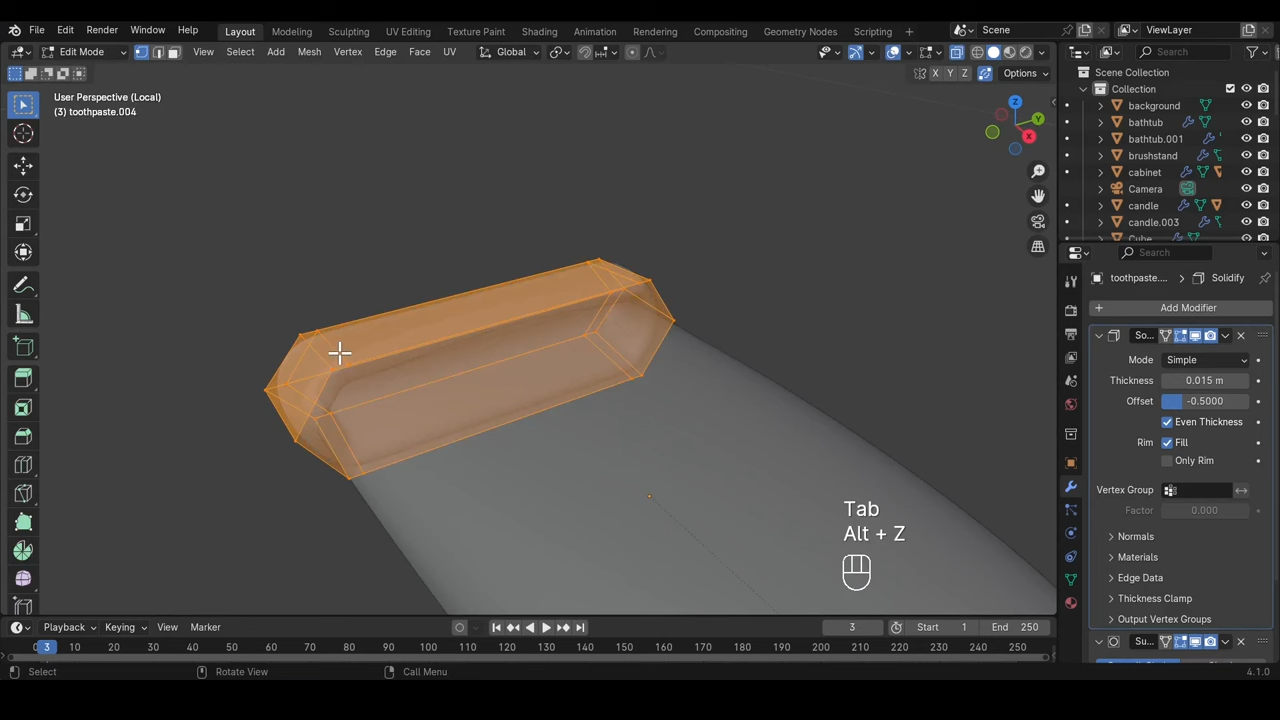 File Edit Render Window Help Layout Modeling Sculpting UV Editing Texture Paint Shading Animation Rendering Compositing Geometry Nodes Scripting + Scene ViewLayer
Edit Mode View Select Add Mesh Vertex Edge Face UV Global Search
X Y Z Options Scene Collection
User Perspective (Local) Collection
(3) toothpaste.004 background
Z bathtub
Y bathtub.001
X brushstand
cabinet
Camera
candle
candle.003
Cube
Search
toothpaste.... > Solidify
+ Add Modifier
So...
Mode Simple
Thickness 0.015 m
Offset -0.5000
Even Thickness
Rim Fill
Only Rim
Vertex Group
Factor 0.000
Normals
Tab
Alt + Z
Materials
Edge Data
Thickness Clamp
Output Vertex Groups
Playback Keying View Marker 3 Start 1 End 250
Su...
3 10 20 30 40 50 60 70 80 90 100 110 120 130 140 150 160 170 180 190 200 210 220 230 240 250
Select Rotate View Call Menu 4.1.0